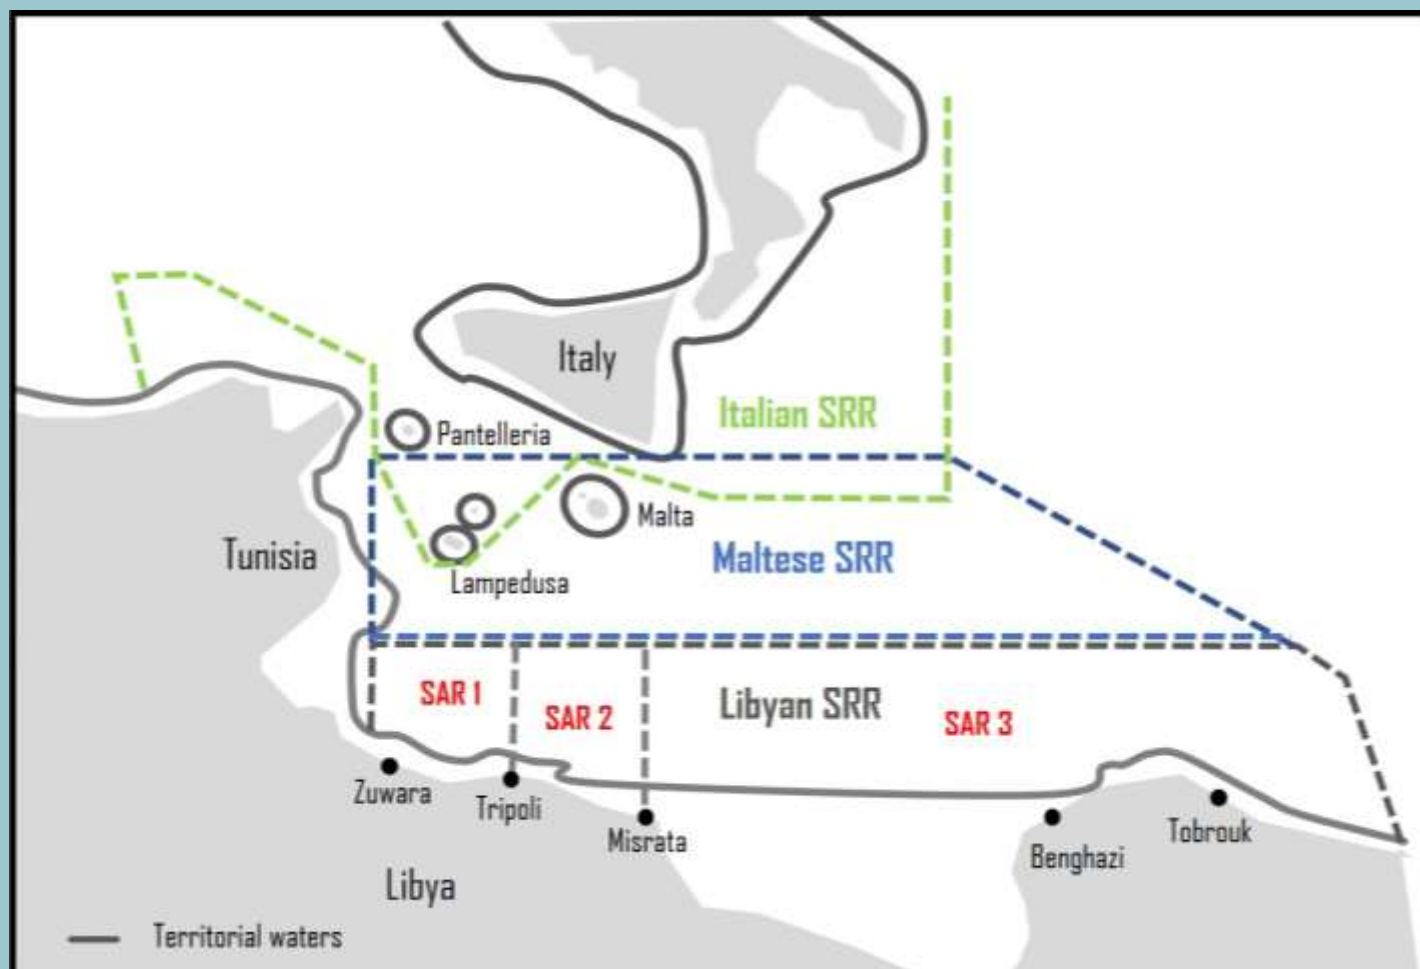 Italy
Italian SRR
Pantelleria
Malta
Tunisia
Maltese SRR
Lampedusa
SAR 1
SAR 2
Libyan SRR
SAR 3
Zuwara
Tripoli
Misrata
Benghazi
Tobrouk
Libya
Territorial waters